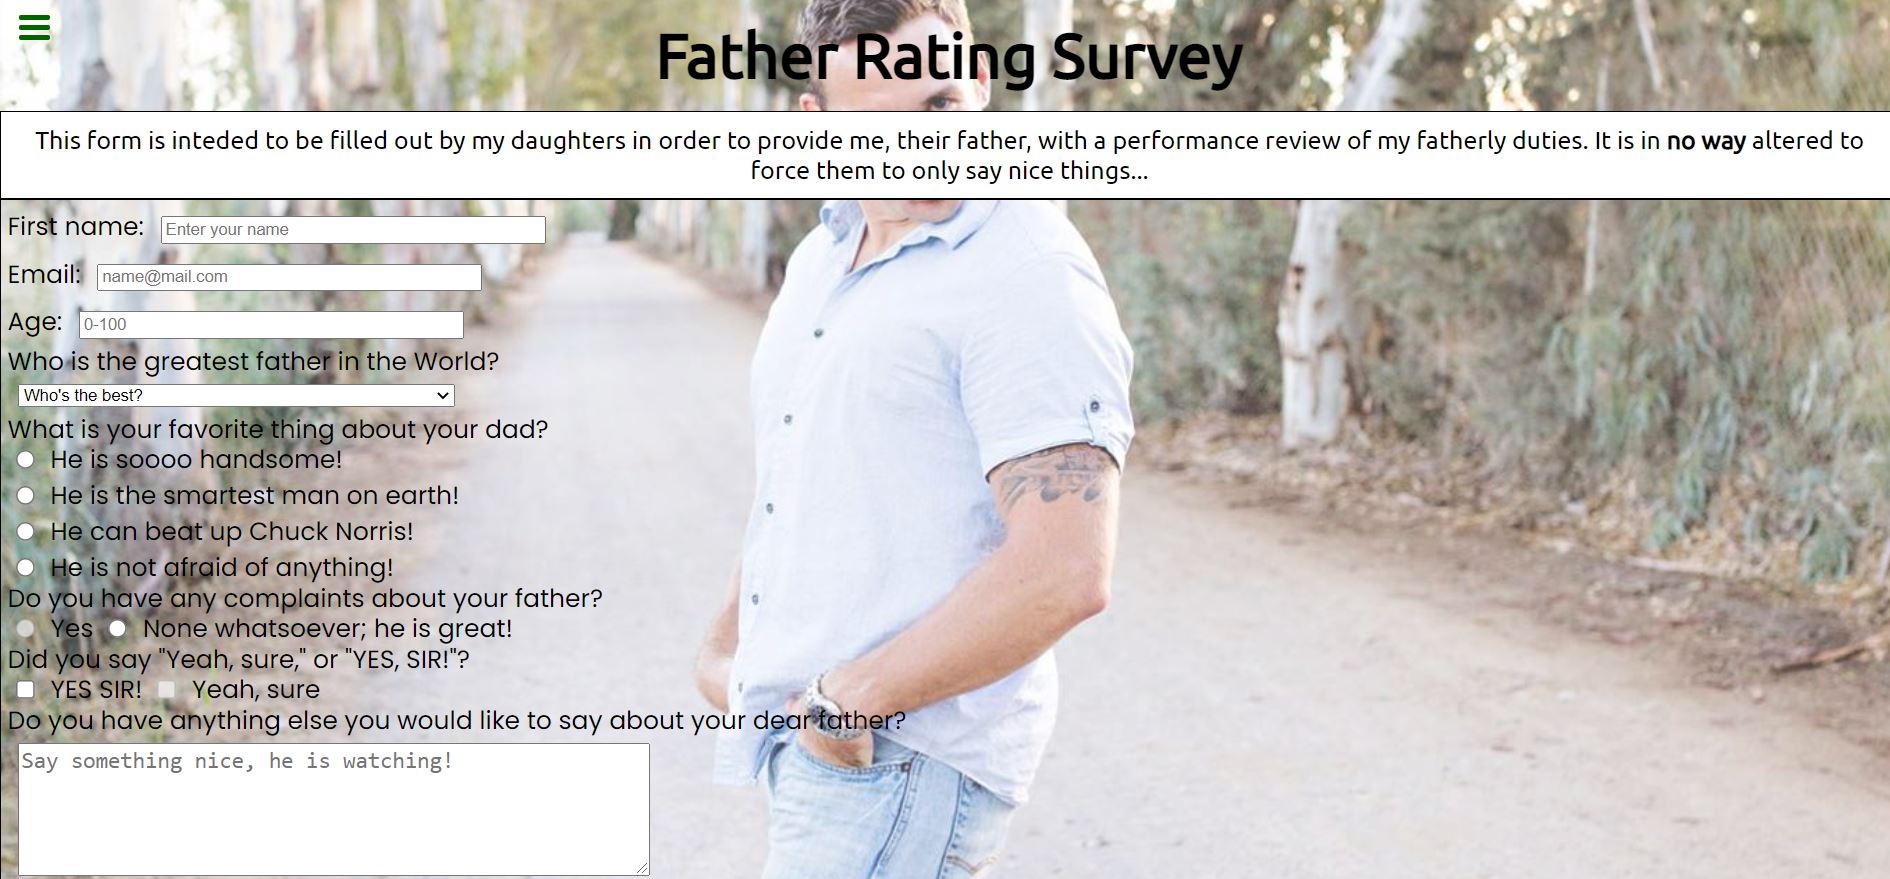 Father Rating Survey
This form is inteded to be filled out by my daughters in order to provide me, their father, with a performance review of my fatherly duties. It is in no way altered to
force them to only say nice things...
First name: Enter your name
Email: name@mail.com
Age: 0-100
Who is the greatest father in the World?
Who's the best?
What is your favorite thing about your dad?
He is soooo handsome!
He is the smartest man on earth!
He can beat up Chuck Norris!
He is not afraid of anything!
Do you have any complaints about your father?
Yes None whatsoever; he is great!
Did you say "Yeah, sure," or "YES, SIR!"?
YES SIR! Yeah, sure
Do you have anything else you would like to say about your dear father?
Say something nice, he is watching!